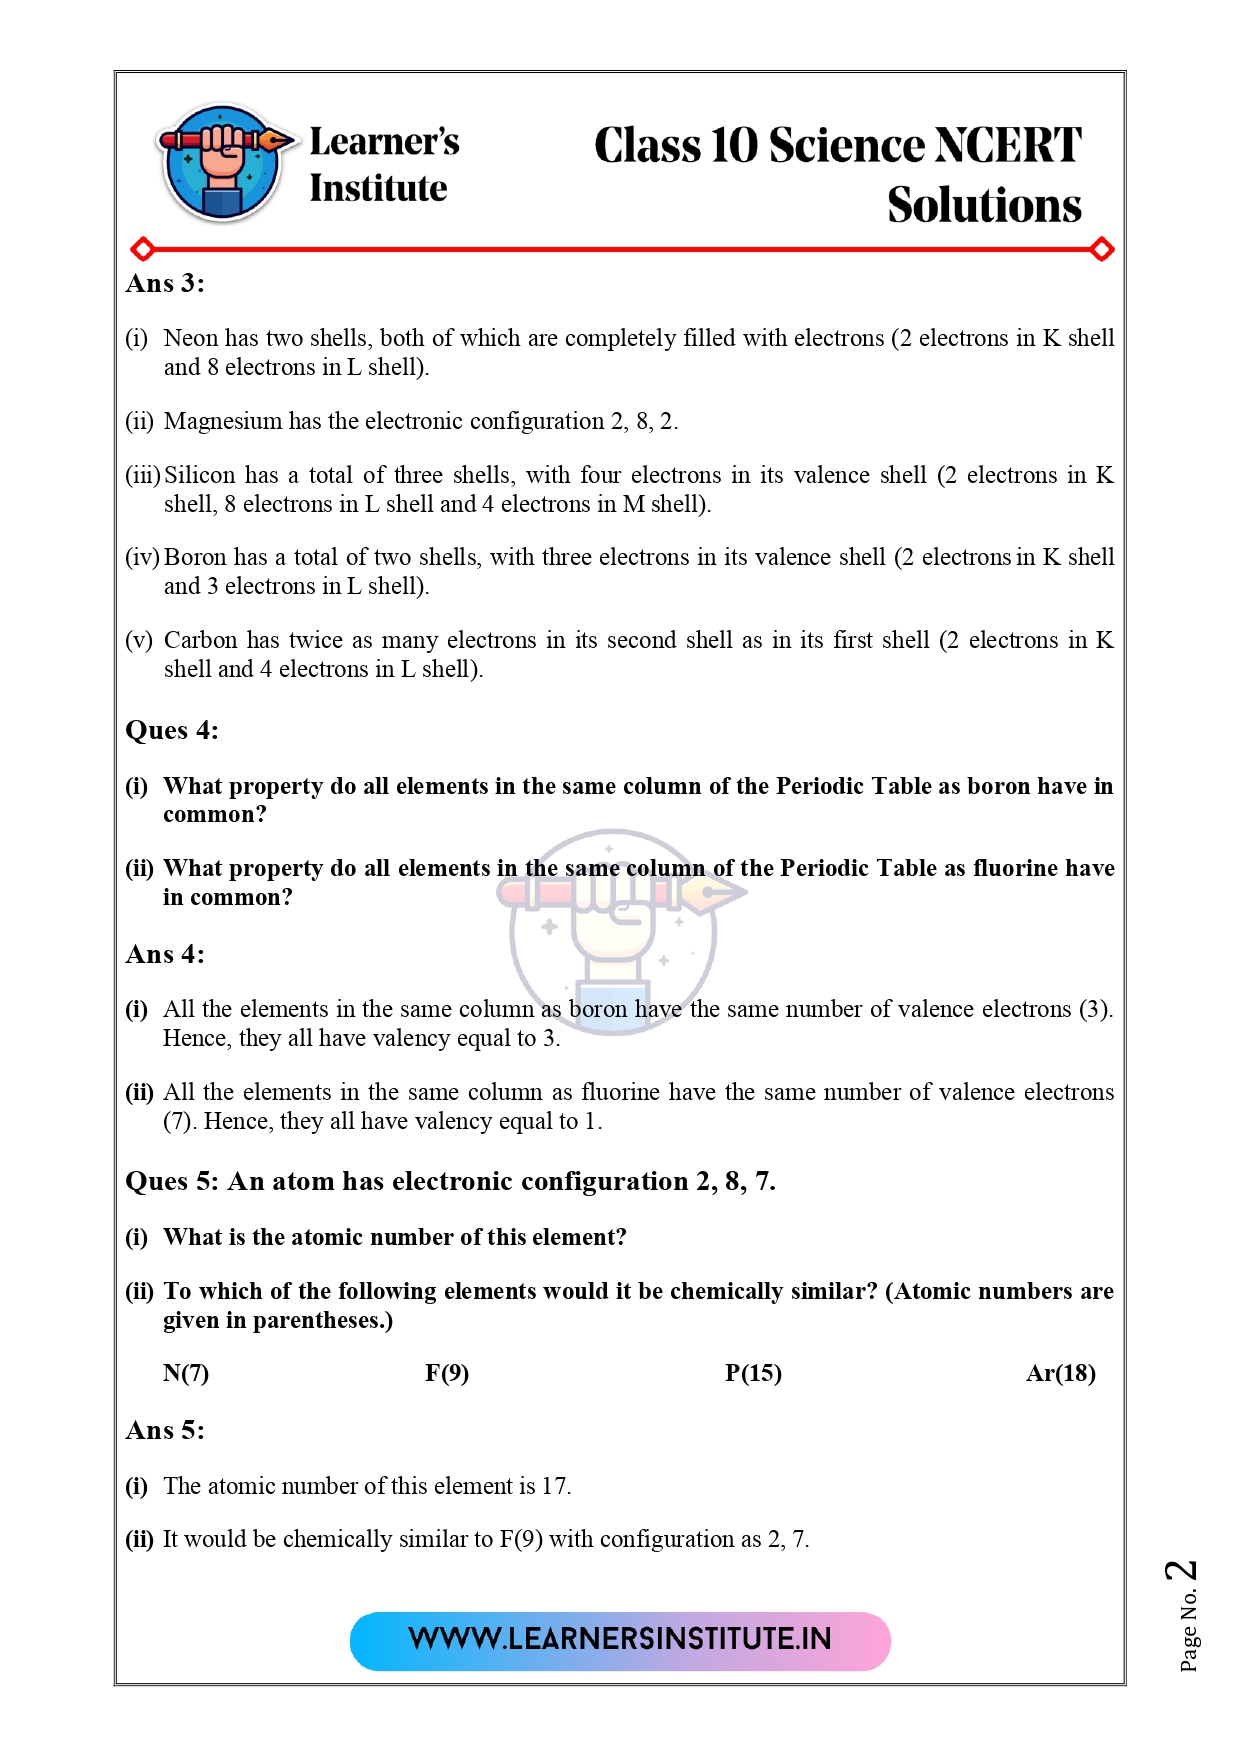 Learner's
Institute
Class 10 Science NCERT
Solutions
Ans 3:
(i) Neon has two shells, both of which are completely filled with electrons (2 electrons in K shell
and 8 electrons in L shell).
(ii) Magnesium has the electronic configuration 2, 8, 2.
(iii) Silicon has a total of three shells, with four electrons in its valence shell (2 electrons in K
shell, 8 electrons in L shell and 4 electrons in M shell).
(iv) Boron has a total of two shells, with three electrons in its valence shell (2 electrons in K shell
and 3 electrons in L shell).
(v) Carbon has twice as many electrons in its second shell as in its first shell (2 electrons in K
shell and 4 electrons in L shell).
Ques 4:
(i) What property do all elements in the same column of the Periodic Table as boron have in
common?
(ii) What property do all elements in the same column of the Periodic Table as fluorine have
in common?
Ans 4:
(i) All the elements in the same column as boron have the same number of valence electrons (3).
Hence, they all have valency equal to 3.
(ii) All the elements in the same column as fluorine have the same number of valence electrons
(7). Hence, they all have valency equal to 1.
Ques 5: An atom has electronic configuration 2, 8, 7.
(i) What is the atomic number of this element?
(ii) To which of the following elements would it be chemically similar? (Atomic numbers are
given in parentheses.)
N(7) F(9) P(15) Ar(18)
Ans 5:
(i) The atomic number of this element is 17.
(ii) It would be chemically similar to F(9) with configuration as 2, 7.
WWW.LEARNERSINSTITUTE.IN
Page No. 2